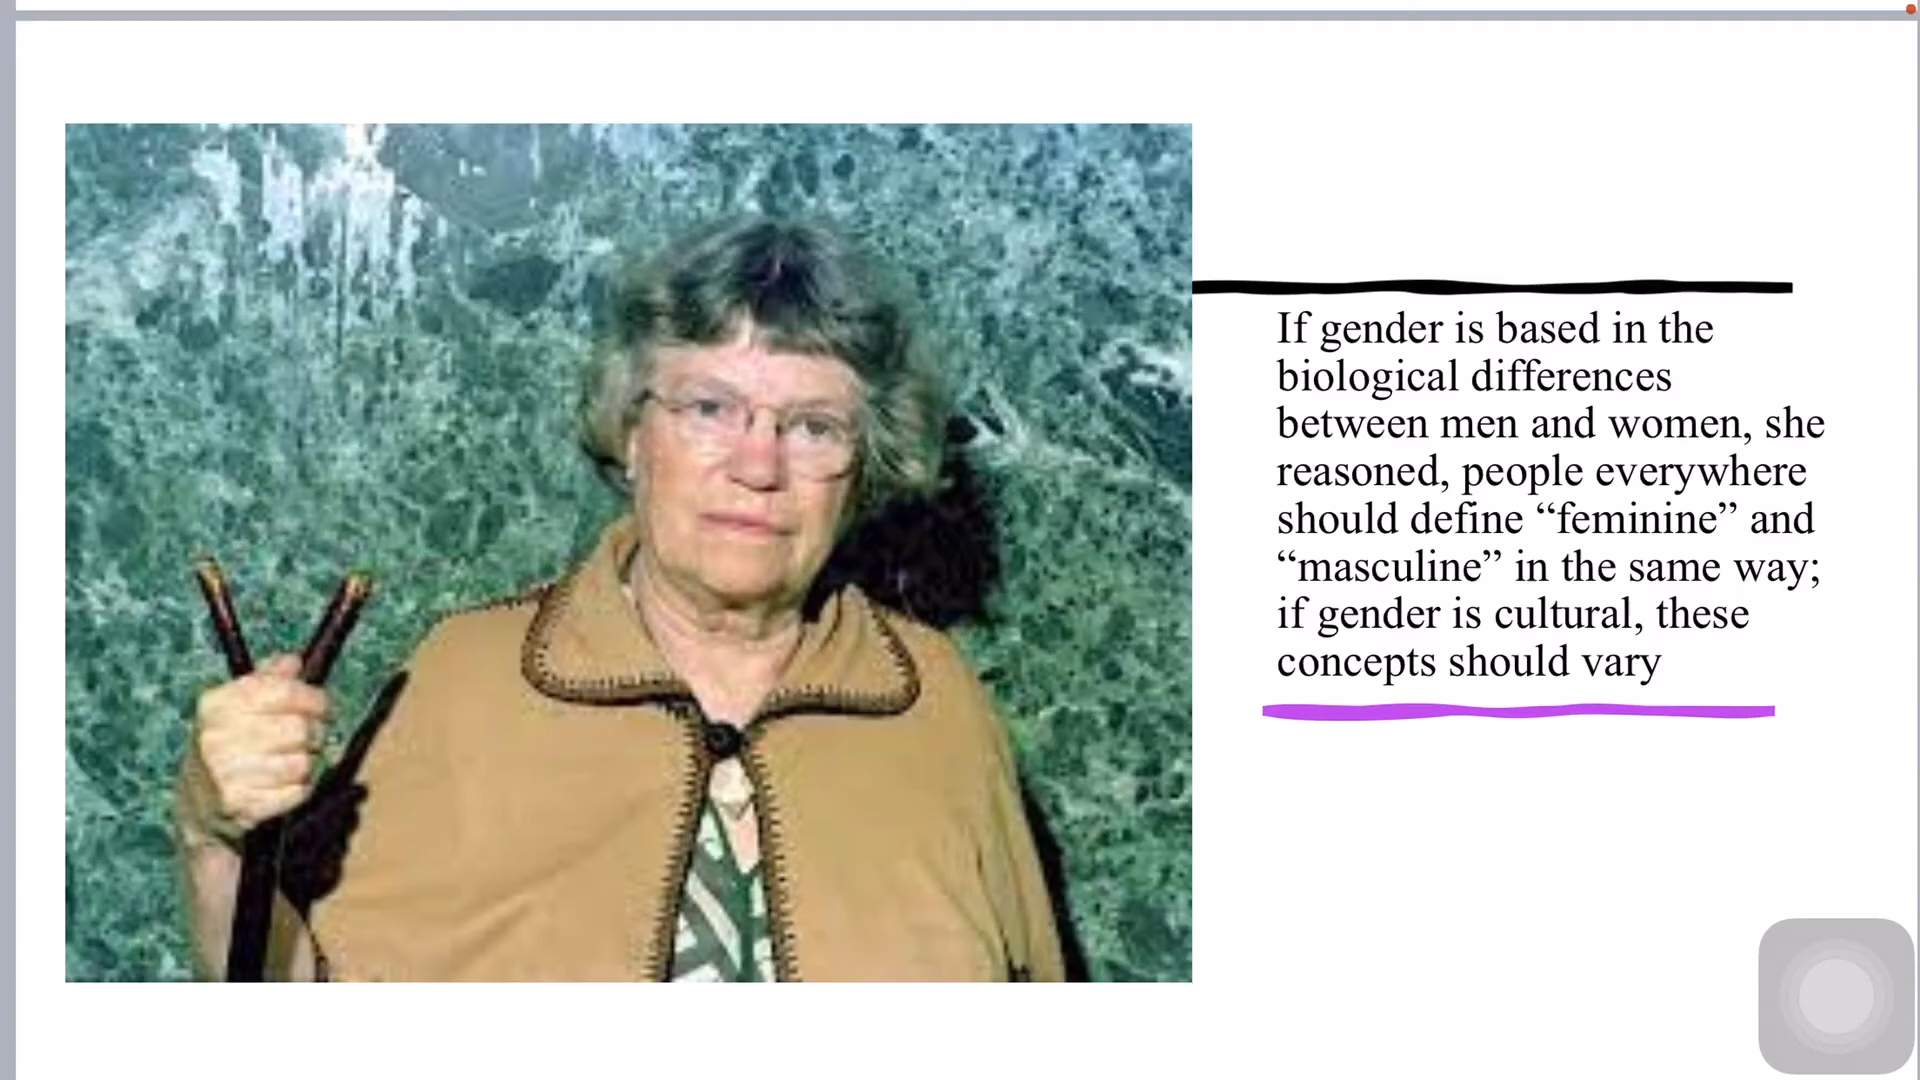 If gender is based in the
biological differences
between men and women, she
reasoned, people everywhere
should define “feminine” and
“masculine” in the same way;
if gender is cultural, these
concepts should vary